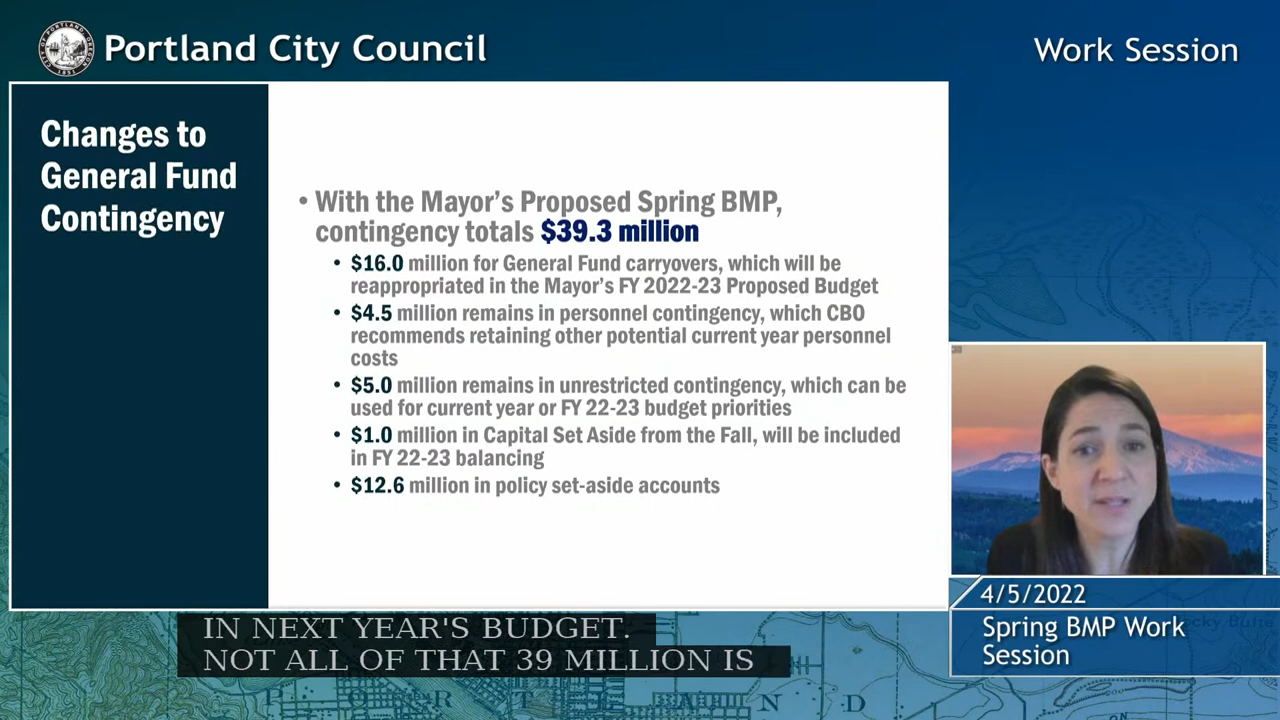 Portland City Council
Work Session
Changes to
General Fund
Contingency
• With the Mayor's Proposed Spring BMP,
contingency totals $39.3 million
• $16.0 million for General Fund carryovers, which will be
reappropriated in the Mayor's FY 2022-23 Proposed Budget
• $4.5 million remains in personnel contingency, which CBO
recommends retaining other potential current year personnel
costs
• $5.0 million remains in unrestricted contingency, which can be
used for current year or FY 22-23 budget priorities
• $1.0 million in Capital Set Aside from the Fall, will be included
in FY 22-23 balancing
• $12.6 million in policy set-aside accounts
4/5/2022
Spring BMP Work
Session
IN NEXT YEAR'S BUDGET.
NOT ALL OF THAT 39 MILLION IS
P O R T L A N D